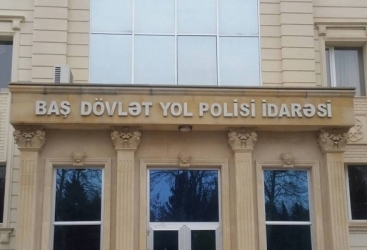 BAŞ DÖVLƏT YOL POLİSİ İDARƏSİ